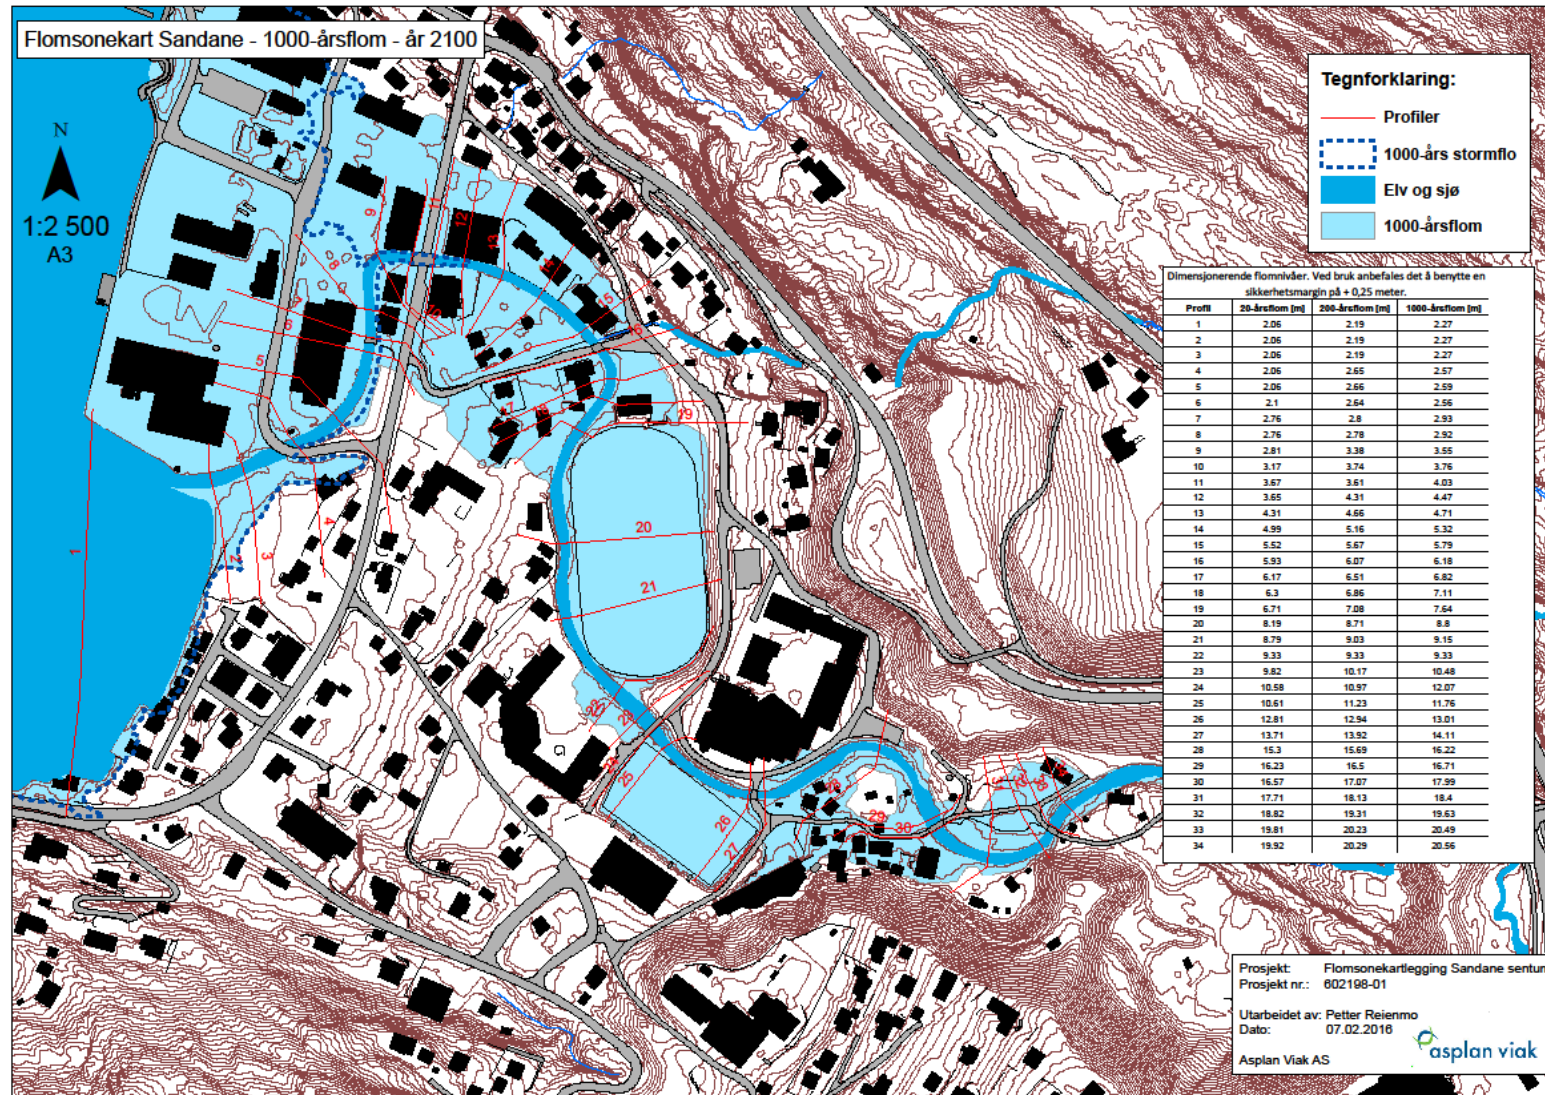 Flomsonekart Sandane - 1000-årsflom - år 2100
N
1:2 500
A3
Tegnforklaring:
Profiler
1000-års stormflo
Elv og sjø
1000-årsflom
Dimensjonerende flomnivåer. Ved bruk anbefales det å benytte en
sikkerhetsmargin på + 0,25 meter.
Profil 20-årsflom [m] 200-årsflom [m] 1000-årsflom [m]
1 2.06 2.19 2.27
2 2.06 2.19 2.27
3 2.06 2.19 2.27
4 2.06 2.65 2.57
5 2.06 2.66 2.59
6 2.1 2.64 2.56
7 2.76 2.8 2.93
8 2.76 2.78 2.92
9 2.81 3.38 3.55
10 3.17 3.74 3.76
11 3.67 3.61 4.03
12 3.65 4.31 4.47
13 4.31 4.66 4.71
14 4.99 5.16 5.32
15 5.52 5.67 5.79
16 5.93 6.07 6.18
17 6.17 6.51 6.82
18 6.3 6.86 7.11
19 6.71 7.08 7.64
20 8.19 8.71 8.8
21 8.79 9.03 9.15
22 9.33 9.33 9.33
23 9.82 10.17 10.48
24 10.58 10.97 12.07
25 10.61 11.23 11.76
26 12.81 12.94 13.01
27 13.71 13.92 14.11
28 15.3 15.69 16.22
29 16.23 16.5 16.71
30 16.57 17.07 17.99
31 17.71 18.13 18.4
32 18.82 19.31 19.63
33 19.81 20.23 20.49
34 19.92 20.29 20.56
9
11
12
13
8
15
16
7
6
5
17
19
20
21
1
2
3
4
22
23
25
26
27
29
30
Prosjekt: Flomsonekartlegging Sandane sentum
Prosjekt nr.: 602198-01
Utarbeidet av: Petter Reienmo
Dato: 07.02.2016
Asplan Viak AS
asplan viak